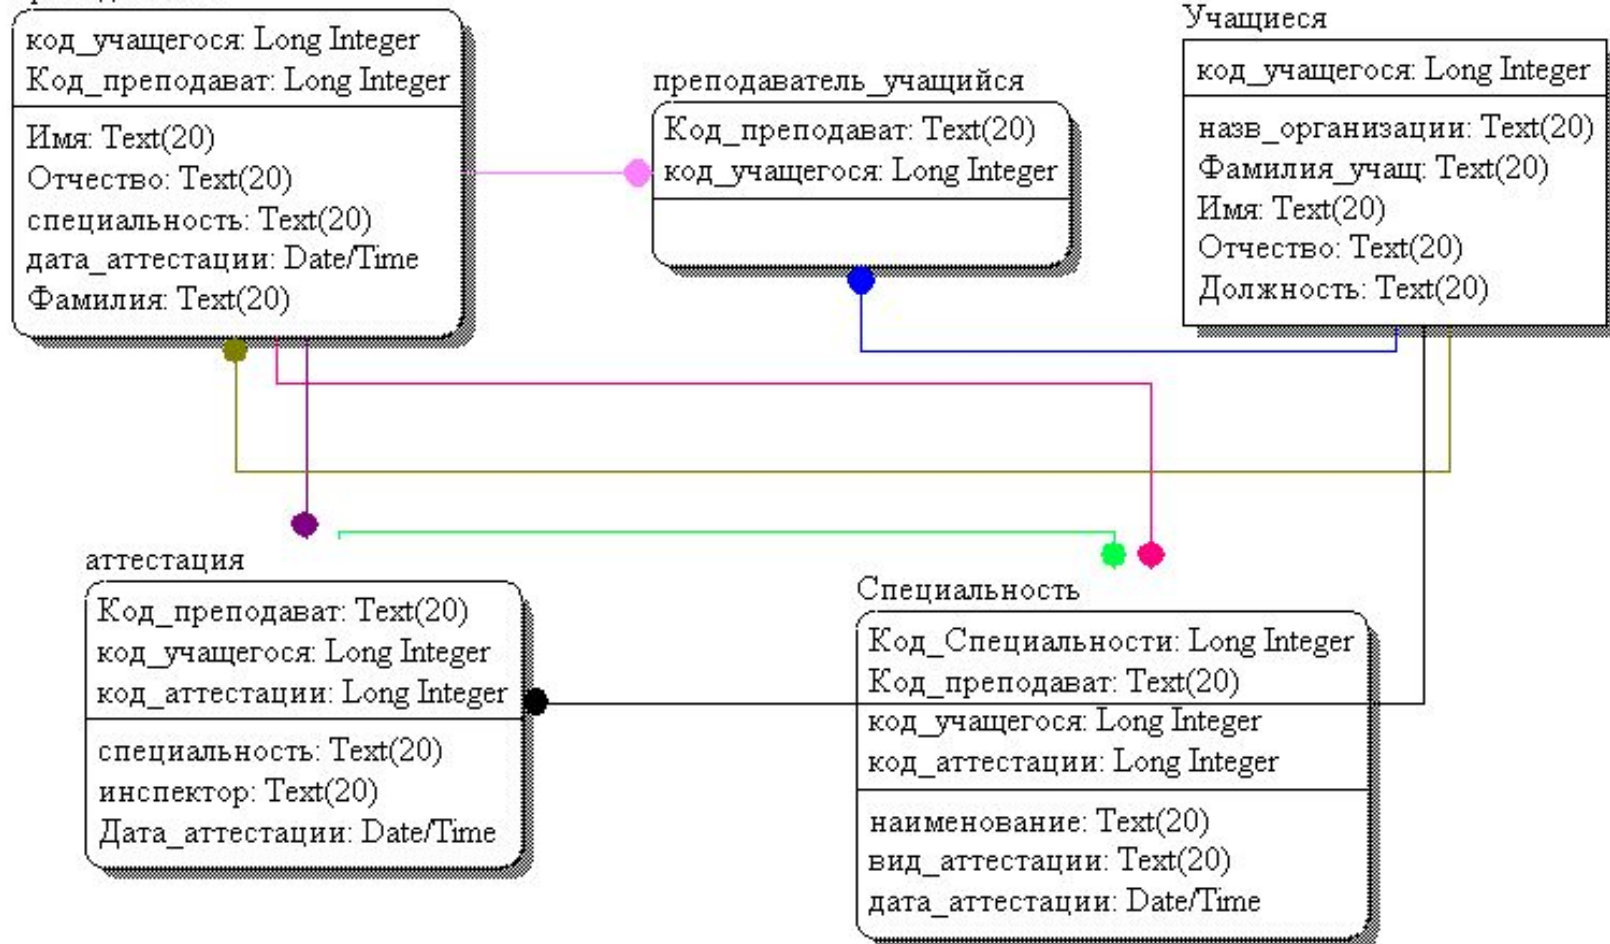 код_учащегося: Long Integer
Код_преподават: Long Integer
Имя: Text(20)
Отчество: Text(20)
специальность: Text(20)
дата_аттестации: Date/Time
Фамилия: Text(20)
преподаватель_учащийся
Код_преподават: Text(20)
код_учащегося: Long Integer
Учащиеся
код_учащегося: Long Integer
назв_организации: Text(20)
Фамилия_учащ: Text(20)
Имя: Text(20)
Отчество: Text(20)
Должность: Text(20)
аттестация
Код_преподават: Text(20)
код_учащегося: Long Integer
код_аттестации: Long Integer
специальность: Text(20)
инспектор: Text(20)
Дата_аттестации: Date/Time
Специальность
Код_Специальности: Long Integer
Код_преподават: Text(20)
код_учащегося: Long Integer
код_аттестации: Long Integer
наименование: Text(20)
вид_аттестации: Text(20)
дата_аттестации: Date/Time